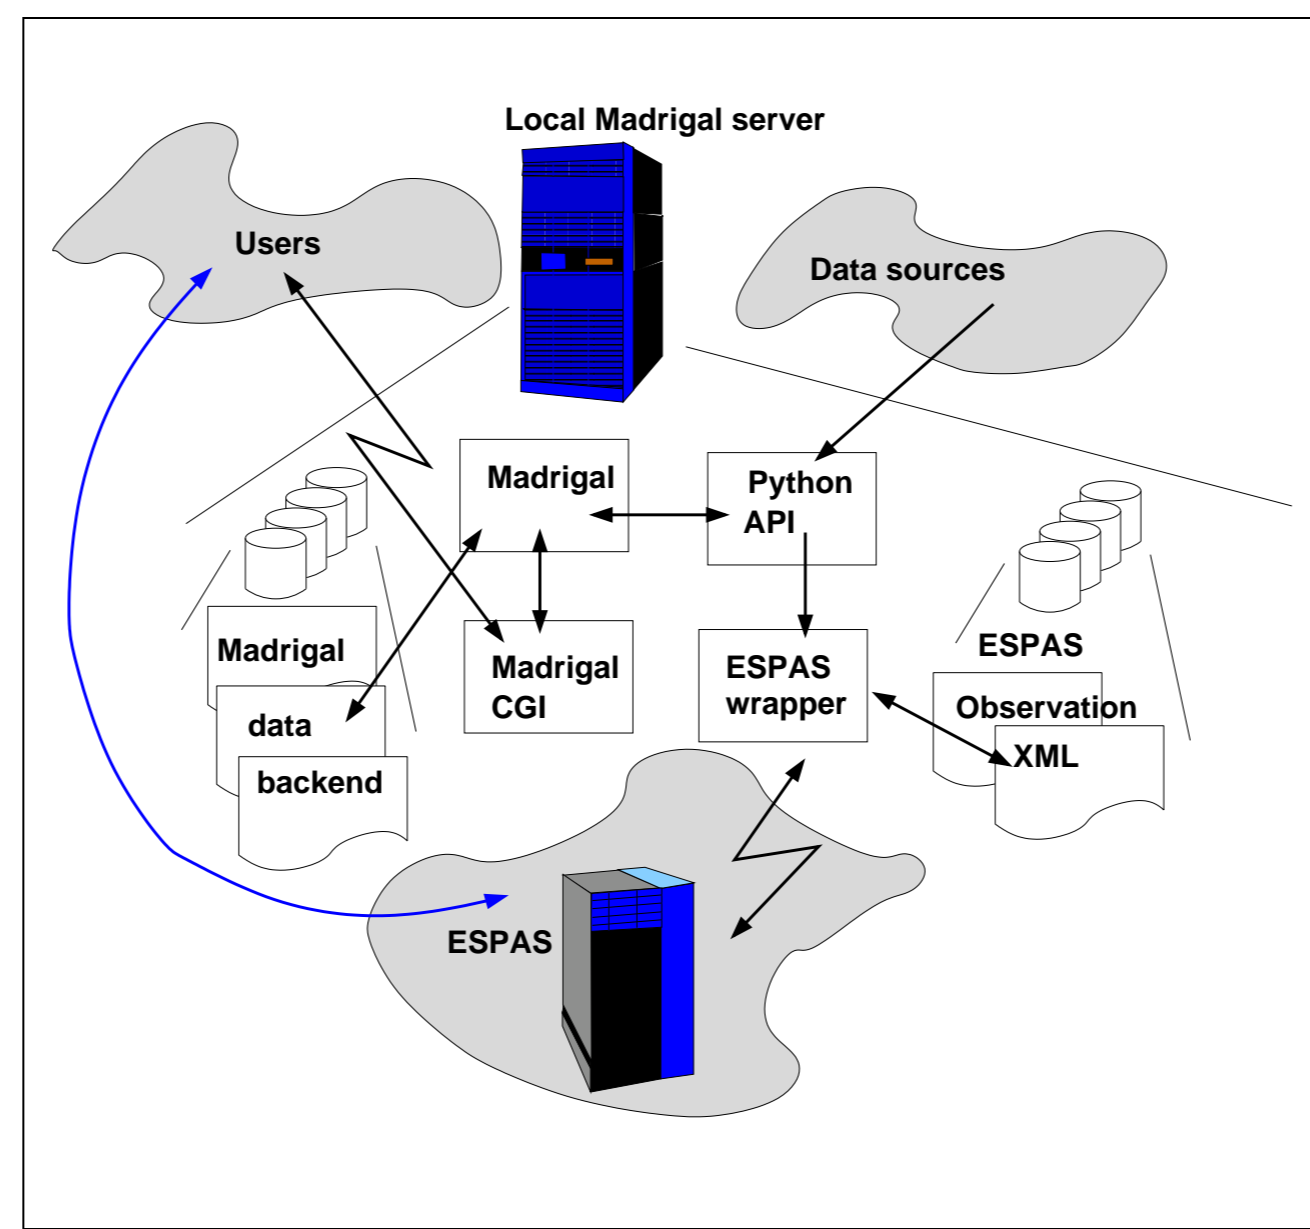 Local Madrigal server
Users
Data sources
Madrigal
Python
API
Madrigal
CGI
ESPAS
wrapper
Madrigal
data
backend
ESPAS
Observation
XML
ESPAS